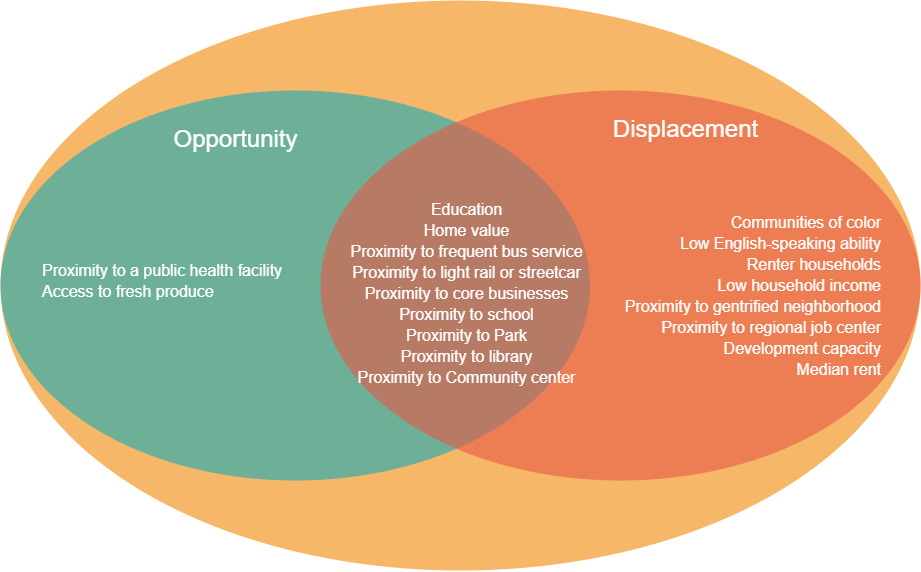 Opportunity
Proximity to a public health facility
Access to fresh produce
Education
Home value
Proximity to frequent bus service
Proximity to light rail or streetcar
Proximity to core businesses
Proximity to school
Proximity to Park
Proximity to library
Proximity to Community center
Displacement
Communities of color
Low English-speaking ability
Renter households
Low household income
Proximity to gentrified neighborhood
Proximity to regional job center
Development capacity
Median rent